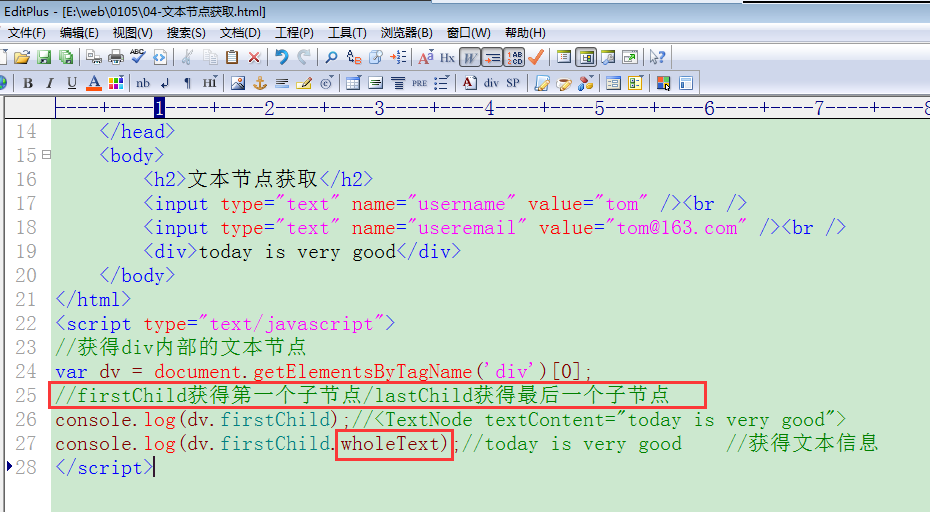 EditPlus - [E:\web\0105\04-文本节点获取.html]
文件(F) 编辑(E) 视图(V) 搜索(S) 文档(D) 工程(P) 工具(T) 浏览器(B) 窗口(W) 帮助(H)
ABC A A Hx W 1AB 2CD
B I U A nb ↵ ¶ HI © PRE A div SP
1 2 3 4 5 6 7 8
14 </head>
15 <body>
16 <h2>文本节点获取</h2>
17 <input type="text" name="username" value="tom" /><br />
18 <input type="text" name="useremail" value="tom@163.com" /><br />
19 <div>today is very good</div>
20 </body>
21 </html>
22 <script type="text/javascript">
23 //获得div内部的文本节点
24 var dv = document.getElementsByTagName('div')[0];
25 //firstChild获得第一个子节点/lastChild获得最后一个子节点
26 console.log(dv.firstChild);//<TextNode textContent="today is very good">
27 console.log(dv.firstChild.wholeText);//today is very good //获得文本信息
28 </script>